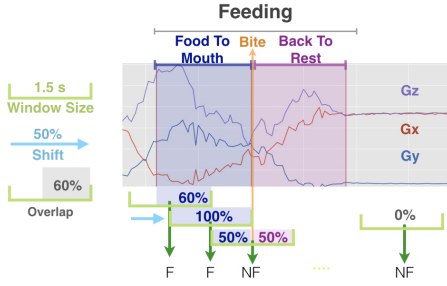 Feeding
Food To
Mouth
Bite
Back To
Rest
1.5 s
Window Size
50%
Shift
60%
Overlap
Gz
Gx
Gy
60%
100%
50%
50%
0%
F
F
NF
....
NF